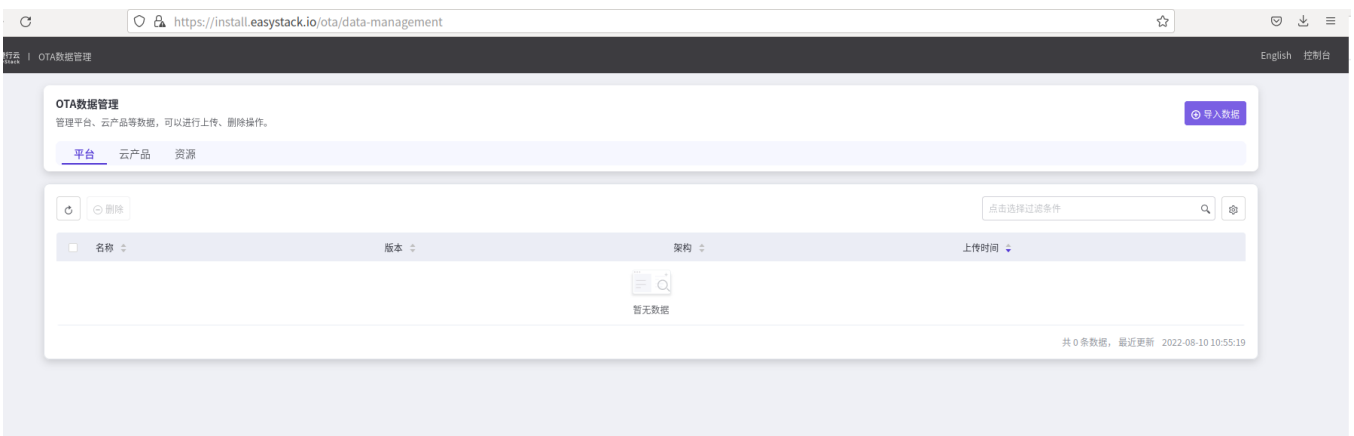 https://install.easystack.io/ota/data-management
行云 | OTA数据管理
English 控制台
OTA数据管理
管理平台、云产品等数据，可以进行上传、删除操作。
导入数据
平台 云产品 资源
删除
点击选择过滤条件
名称 版本 架构 上传时间
暂无数据
共 0 条数据， 最近更新 2022-08-10 10:55:19